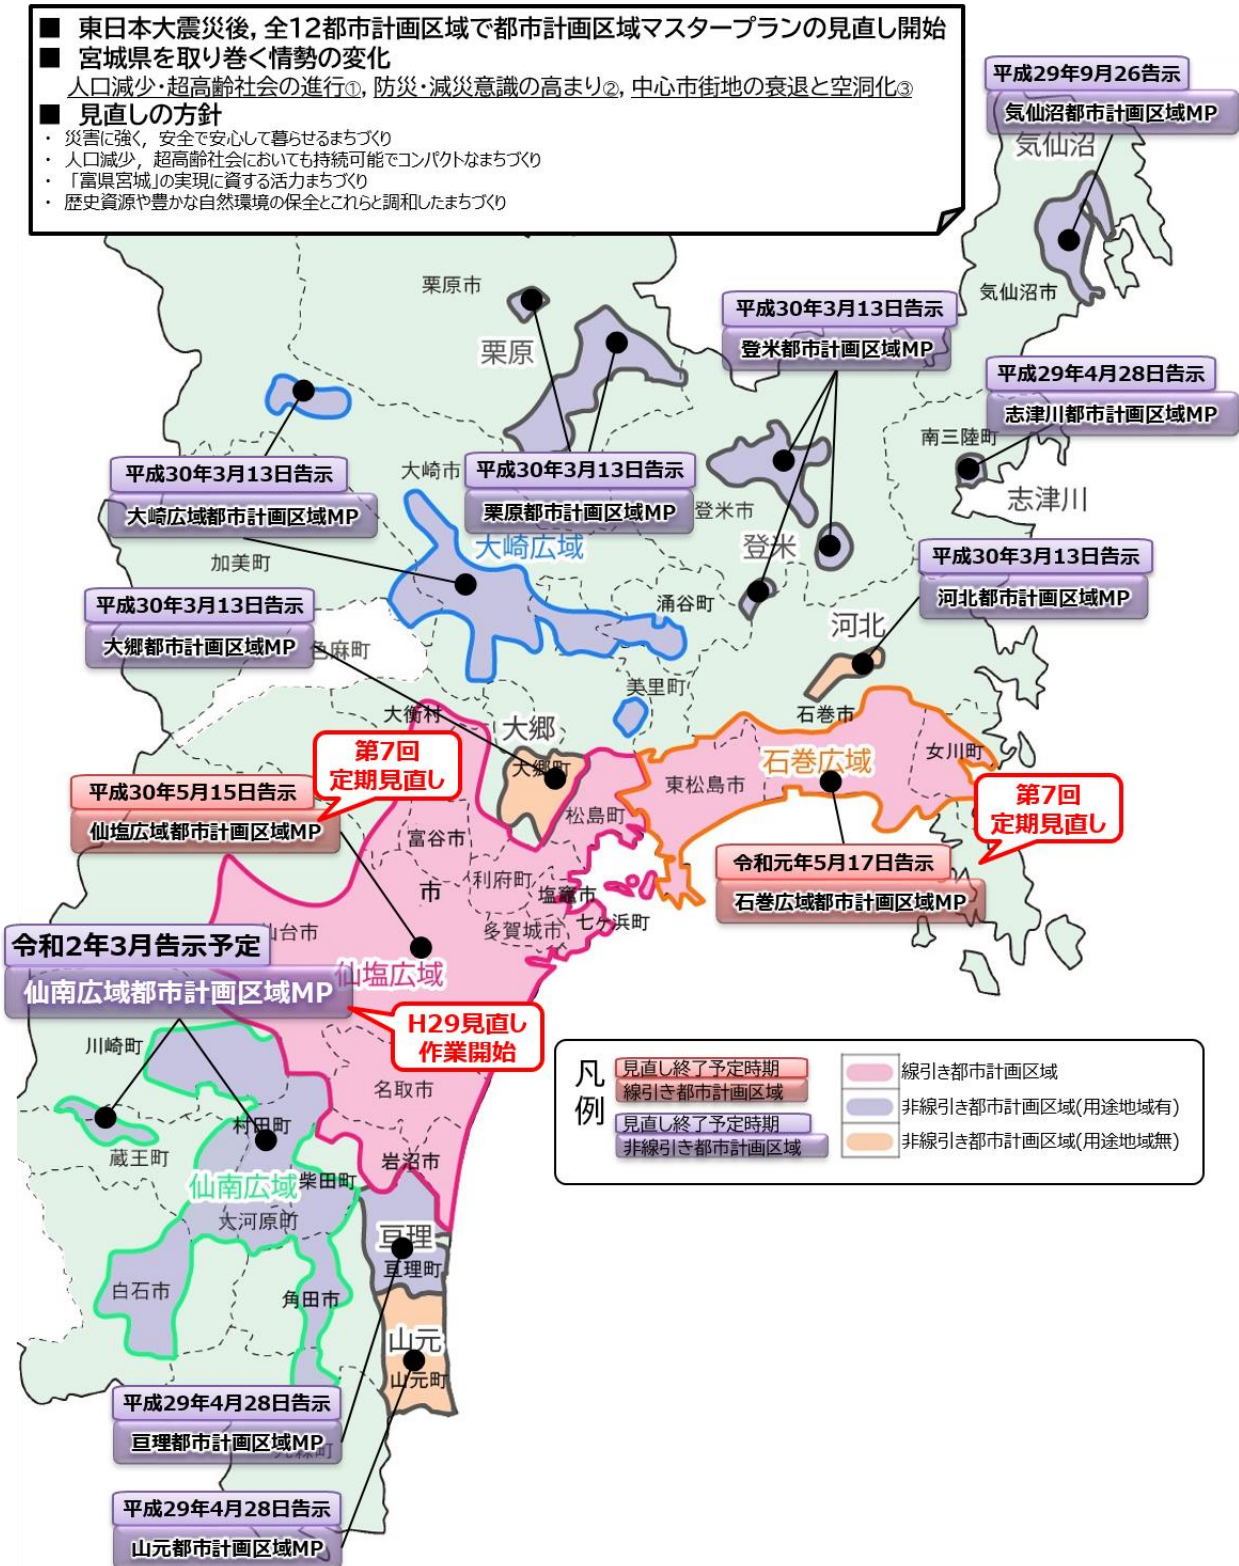 ■ 東日本大震災後, 全12都市計画区域で都市計画区域マスタープランの見直し開始
■ 宮城県を取り巻く情勢の変化
人口減少・超高齢社会の進行①, 防災・減災意識の高まり②, 中心市街地の衰退と空洞化③
■ 見直しの方針
・ 災害に強く, 安全で安心して暮らせるまちづくり
・ 人口減少, 超高齢社会においても持続可能でコンパクトなまちづくり
・ 「富県宮城」の実現に資する活力まちづくり
・ 歴史資源や豊かな自然環境の保全とこれらと調和したまちづくり
平成29年9月26告示
気仙沼都市計画区域MP
気仙沼
気仙沼市
栗原市
栗原
平成30年3月13日告示
登米都市計画区域MP
平成29年4月28日告示
志津川都市計画区域MP
南三陸町
志津川
大崎市
平成30年3月13日告示
大崎広域都市計画区域MP
平成30年3月13日告示
栗原都市計画区域MP
登米市
登米
大崎広域
加美町
平成30年3月13日告示
河北都市計画区域MP
涌谷町
河北
平成30年3月13日告示
大郷都市計画区域MP
色麻町
美里町
大衡村
大郷
石巻市
大郷町
第7回
定期見直し
石巻広域
東松島市
女川町
平成30年5月15日告示
仙塩広域都市計画区域MP
松島町
第7回
定期見直し
富谷市
利府町
市
塩竈市
令和元年5月17日告示
石巻広域都市計画区域MP
多賀城市
七ヶ浜町
仙台市
令和2年3月告示予定
仙南広域都市計画区域MP
仙塩広域
H29見直し
作業開始
川崎町
名取市
村田町
蔵王町
岩沼市
仙南広域
柴田町
大河原町
亘理
亘理町
白石市
角田市
山元
山元町
平成29年4月28日告示
亘理都市計画区域MP
平成29年4月28日告示
山元都市計画区域MP
凡例
見直し終了予定時期
線引き都市計画区域
見直し終了予定時期
非線引き都市計画区域
線引き都市計画区域
非線引き都市計画区域(用途地域有)
非線引き都市計画区域(用途地域無)